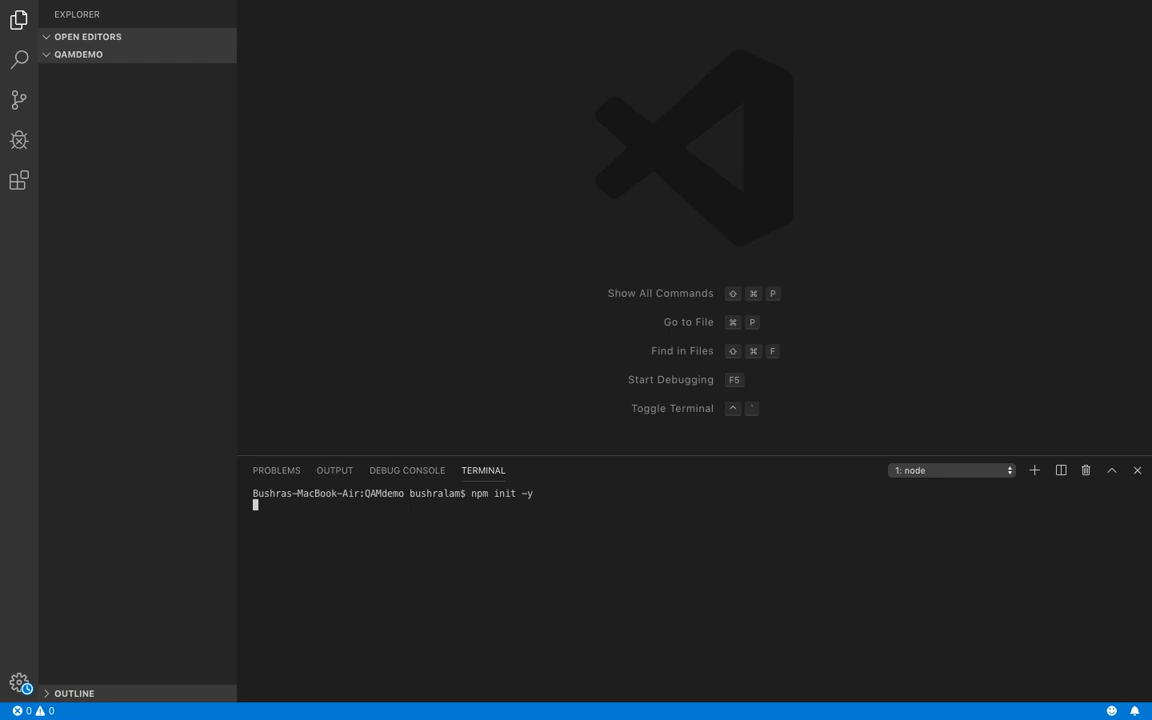 EXPLORER
OPEN EDITORS
QAMDEMO
Show All Commands ⇧ ⌘ P
Go to File ⌘ P
Find in Files ⇧ ⌘ F
Start Debugging F5
Toggle Terminal ^ `
PROBLEMS OUTPUT DEBUG CONSOLE TERMINAL 1: node
Bushras-MacBook-Air:QAMdemo bushralam$ npm init -y
OUTLINE
0 0